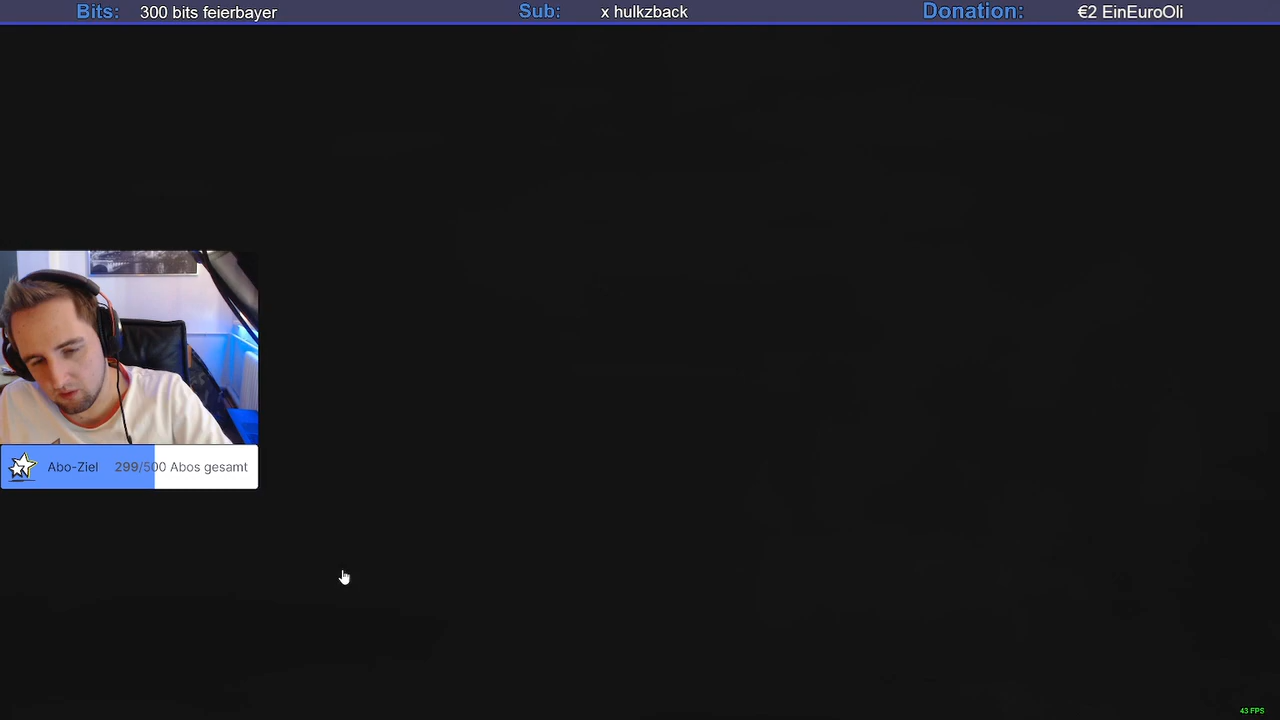 Bits: 300 bits feierbayer Sub: x hulkzback Donation: €2 EinEuroOli
Abo-Ziel 299/500 Abos gesamt
43 FPS